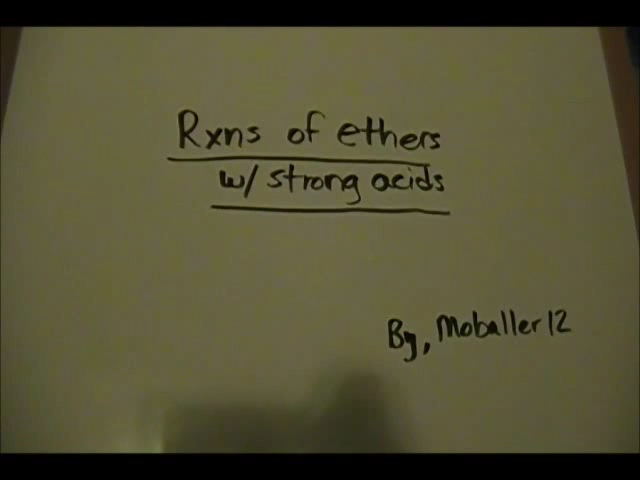 Rxns of ethers
w/ strong acids
By, Moballer12